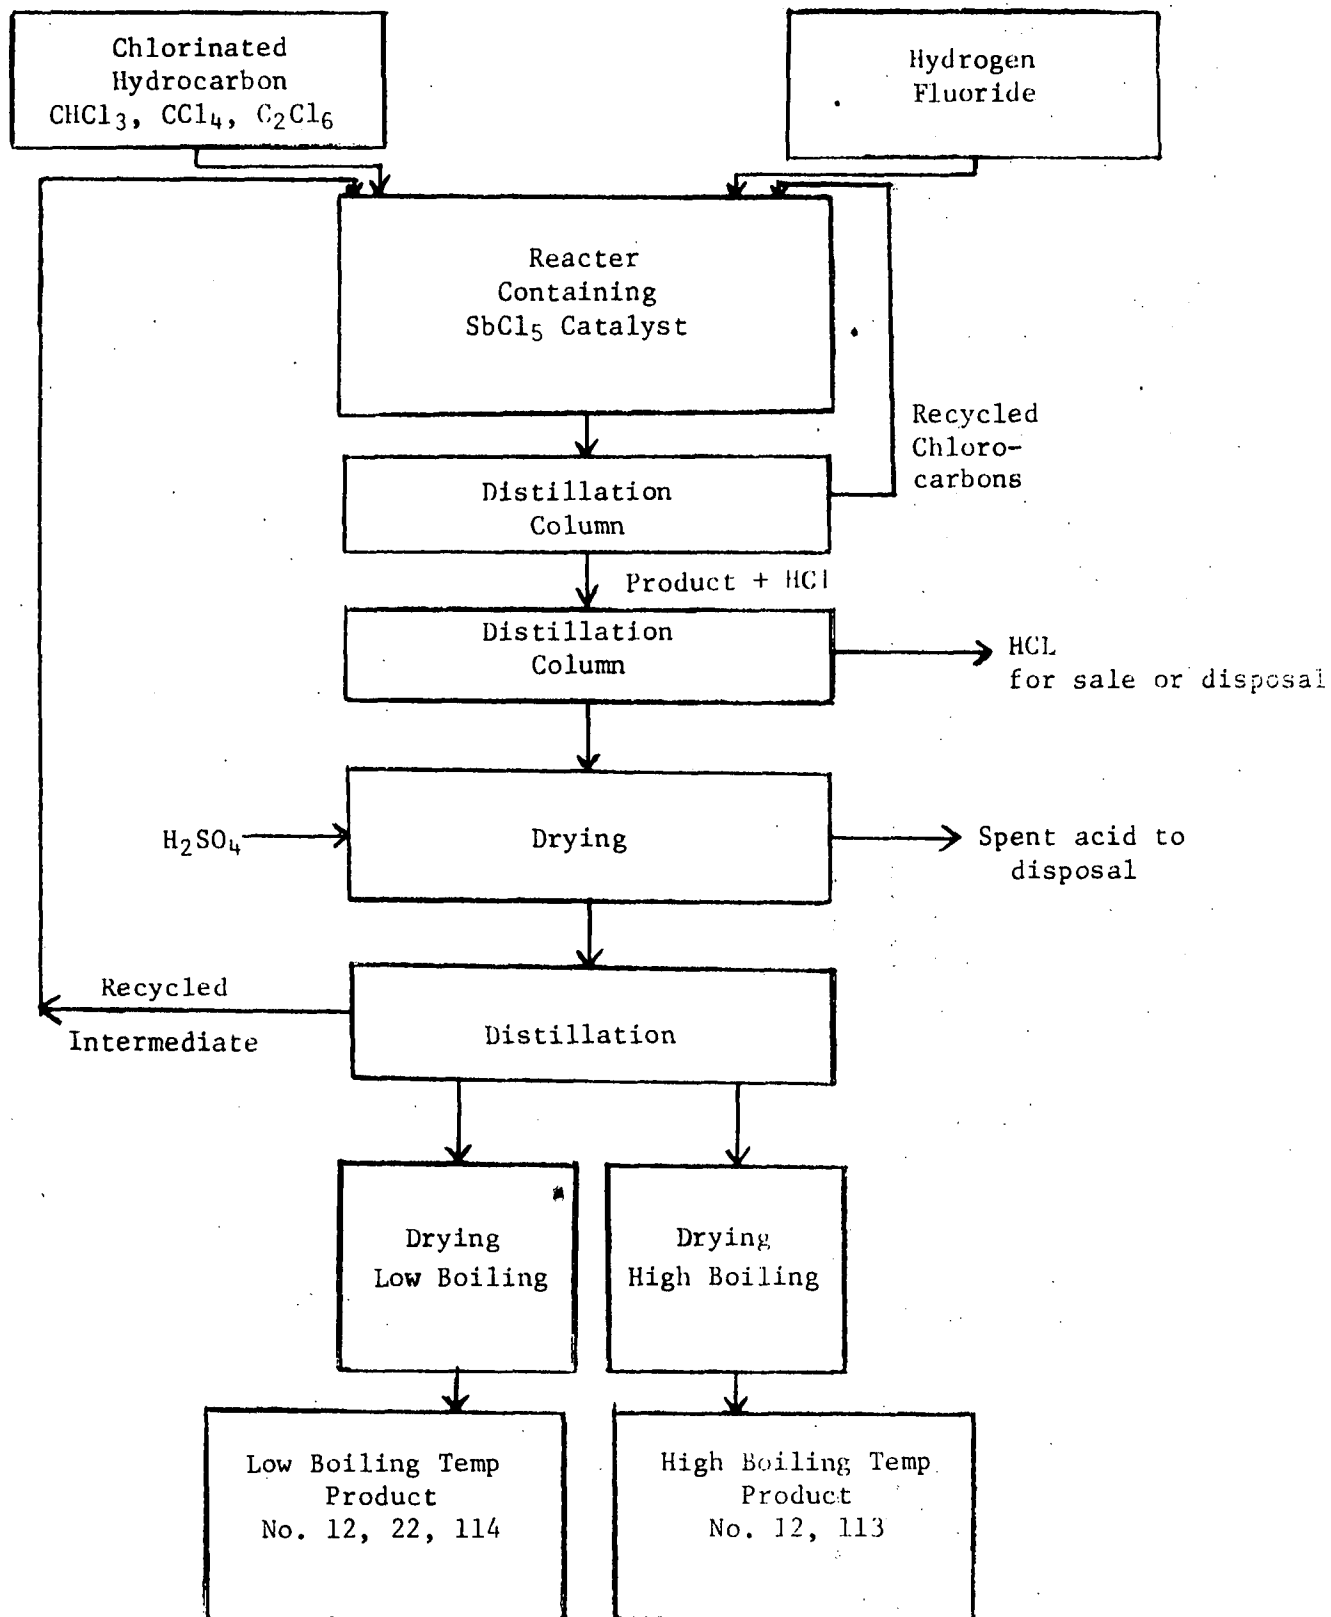 Chlorinated
Hydrocarbon
CHCl₃, CCl₄, C₂Cl₆
Hydrogen
Fluoride
Reacter
Containing
SbCl₅ Catalyst
Recycled
Chloro-
carbons
Distillation
Column
Product + HCl
Distillation
Column
HCL
for sale or disposal
H₂SO₄
Drying
Spent acid to
disposal
Recycled
Intermediate
Distillation
Drying
Low Boiling
Drying
High Boiling
Low Boiling Temp
Product
No. 12, 22, 114
High Boiling Temp
Product
No. 12, 113